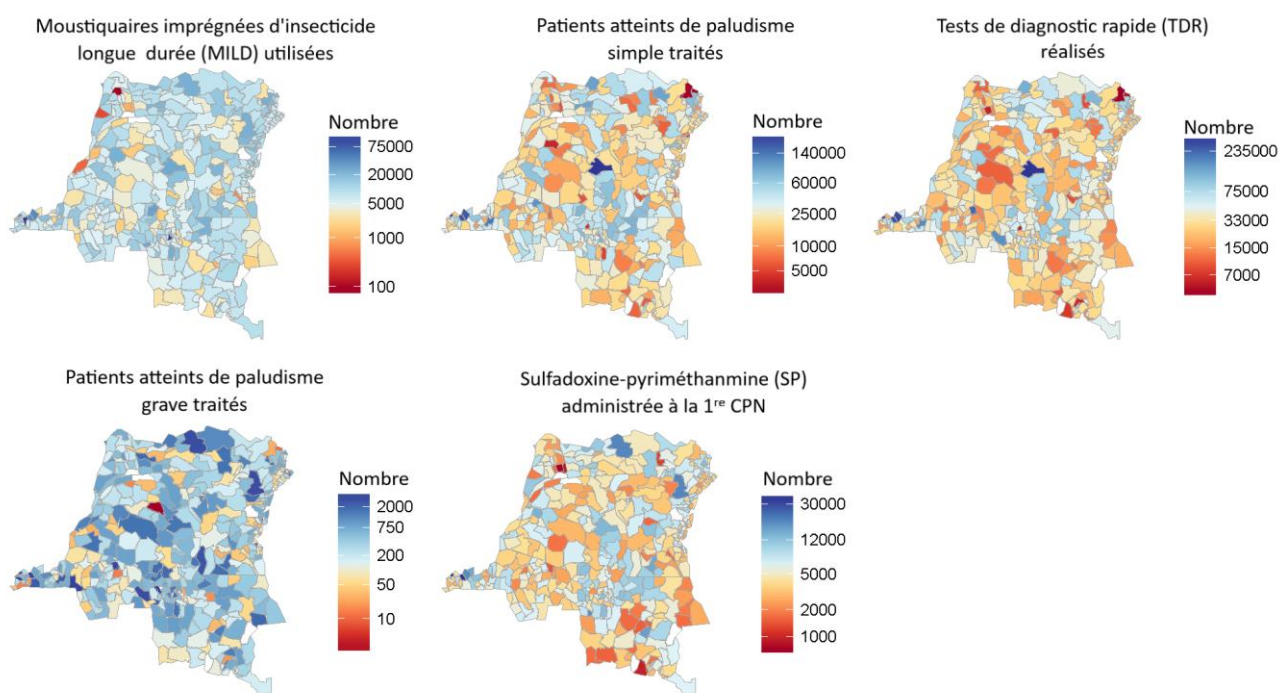 Moustiquaires imprégnées d'insecticide
longue durée (MILD) utilisées
Nombre
75000
20000
5000
1000
100
Patients atteints de paludisme
simple traités
Nombre
140000
60000
25000
10000
5000
Tests de diagnostic rapide (TDR)
réalisés
Nombre
235000
75000
33000
15000
7000
Patients atteints de paludisme
grave traités
Nombre
2000
750
200
50
10
Sulfadoxine-pyriméthanmine (SP)
administrée à la 1re CPN
Nombre
30000
12000
5000
2000
1000